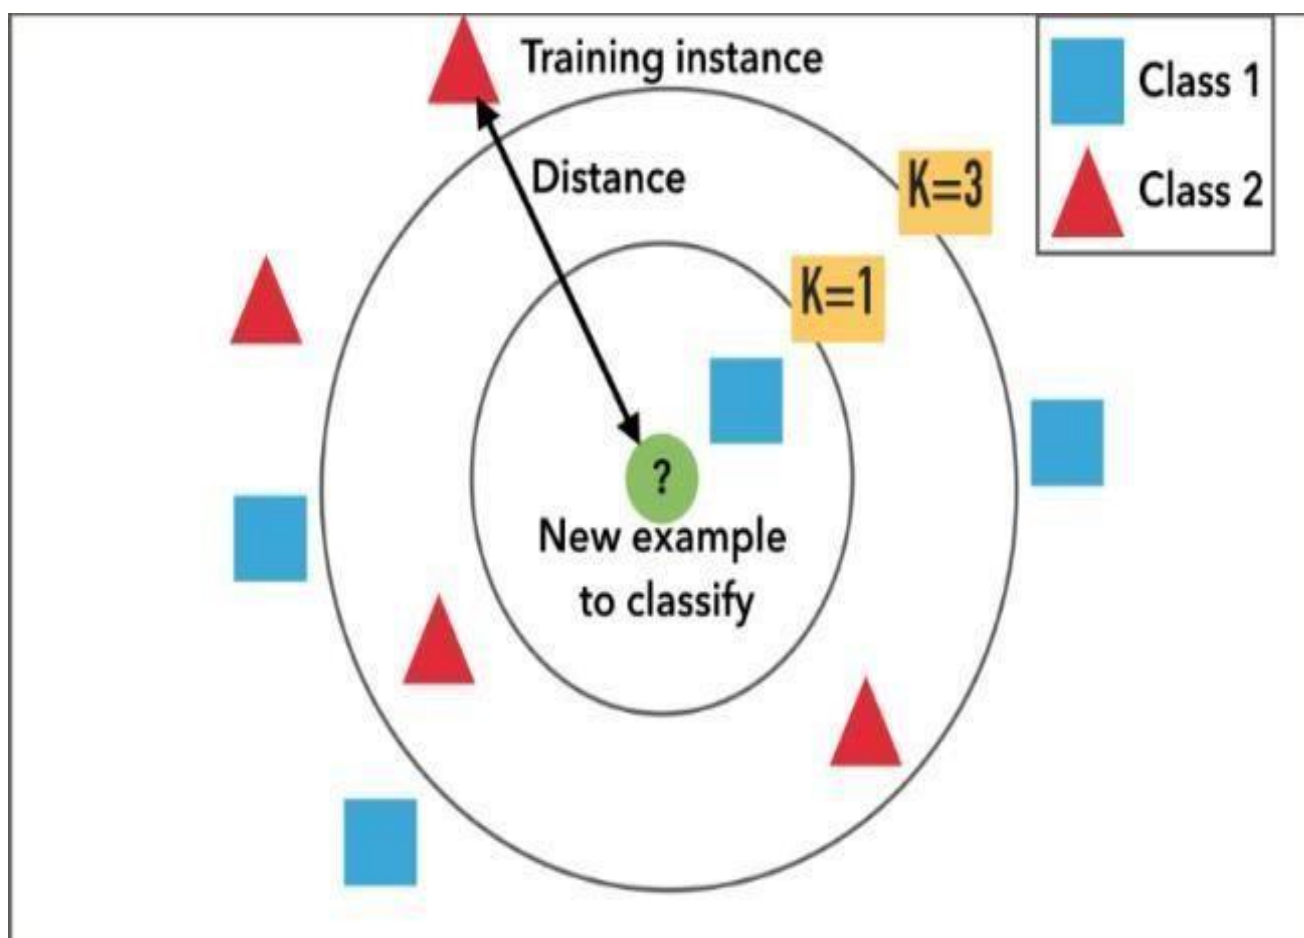 Training instance
Class 1
Distance
K=3
Class 2
K=1
?
New example
to classify